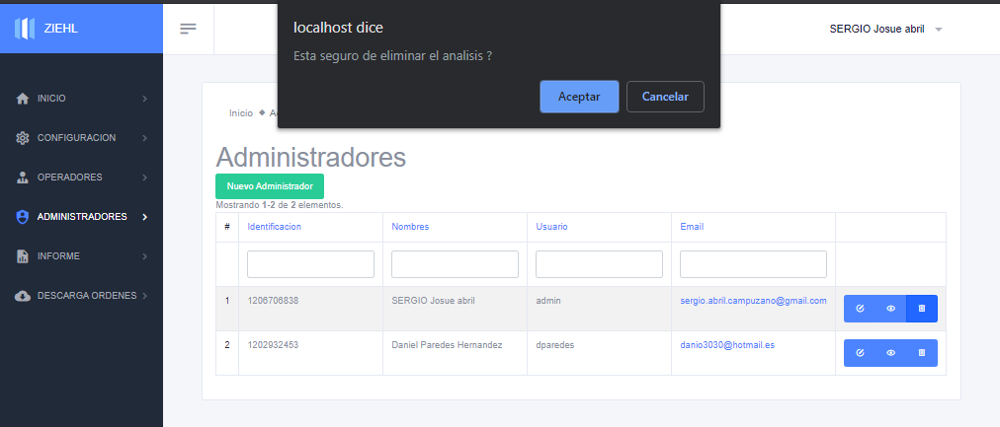 ZIEHL
localhost dice
Esta seguro de eliminar el analisis ?
Aceptar
Cancelar
SERGIO Josue abril
INICIO
CONFIGURACION
OPERADORES
ADMINISTRADORES
INFORME
DESCARGA ORDENES
Inicio
Administradores
Nuevo Administrador
Mostrando 1-2 de 2 elementos.
# Identificacion Nombres Usuario Email
1 1206706838 SERGIO Josue abril admin sergio.abril.campuzano@gmail.com
2 1202932453 Daniel Paredes Hernandez dparedes danio3030@hotmail.es